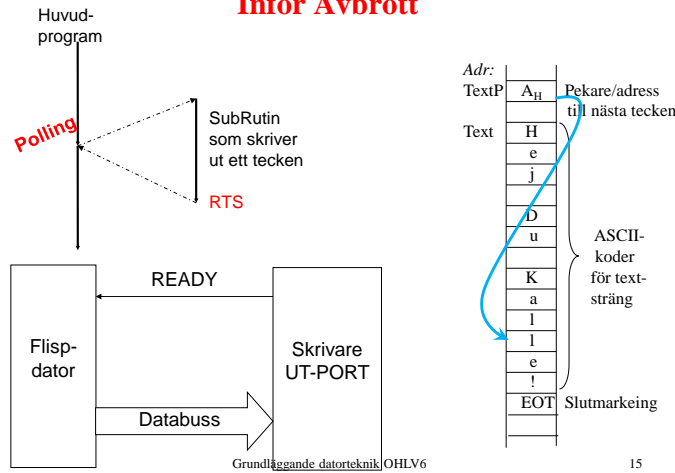 Inför Avbrott
Huvud-
program
Polling
SubRutin
som skriver
ut ett tecken
RTS
READY
Flisp-
dator
Skrivare
UT-PORT
Databuss
Adr:
TextP A_H Pekare/adress
till nästa tecken
Text H
e
j
D
u
K
a
l
l
e
!
EOT Slutmarkeing
ASCII-
koder
för text-
sträng
Grundläggande datorteknik OHLV6
15